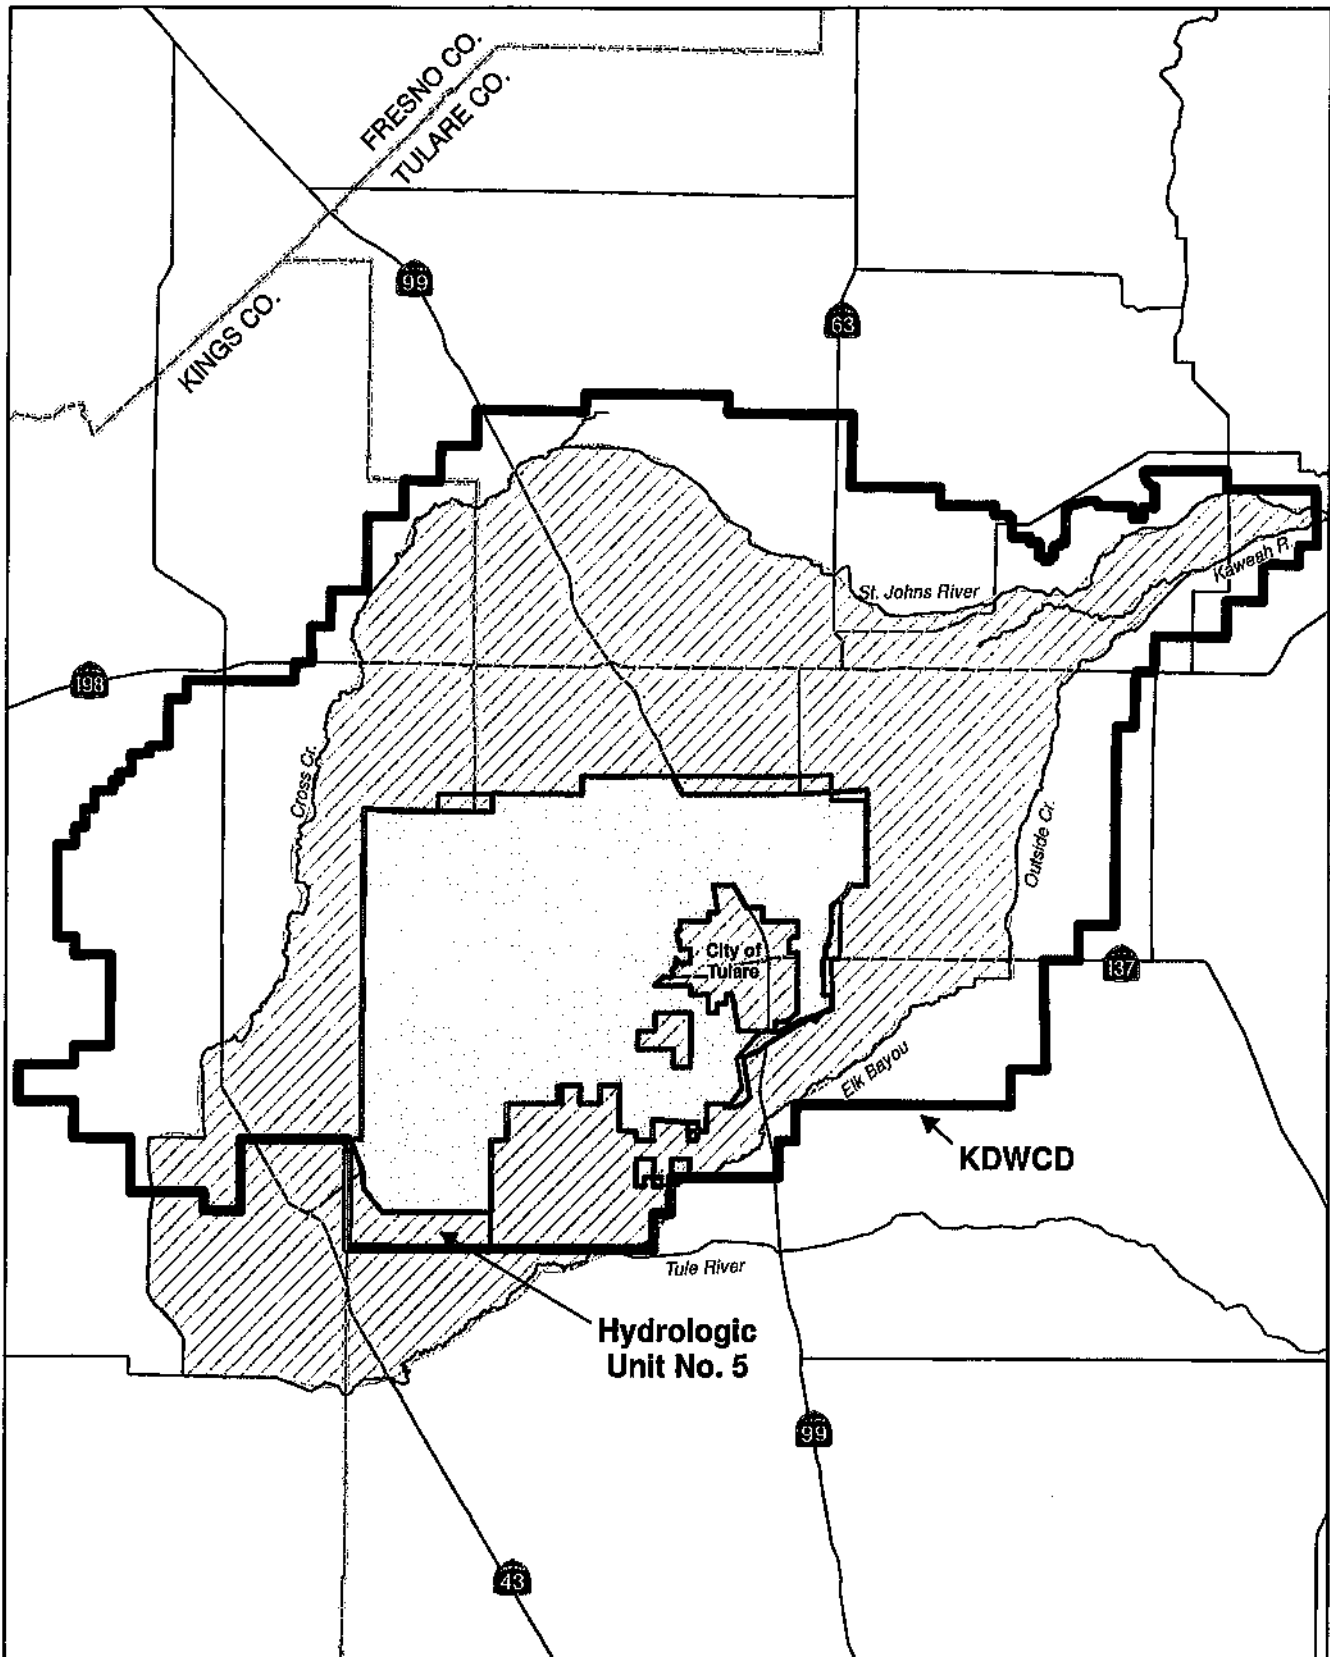 FRESNO CO.
TULARE CO.
KINGS CO.
99
63
St. Johns River
Kaweah R.
198
Cross Cr.
Outside Cr.
City of
Tulare
137
Elk Bayou
KDWCD
Tule River
Hydrologic
Unit No. 5
99
43